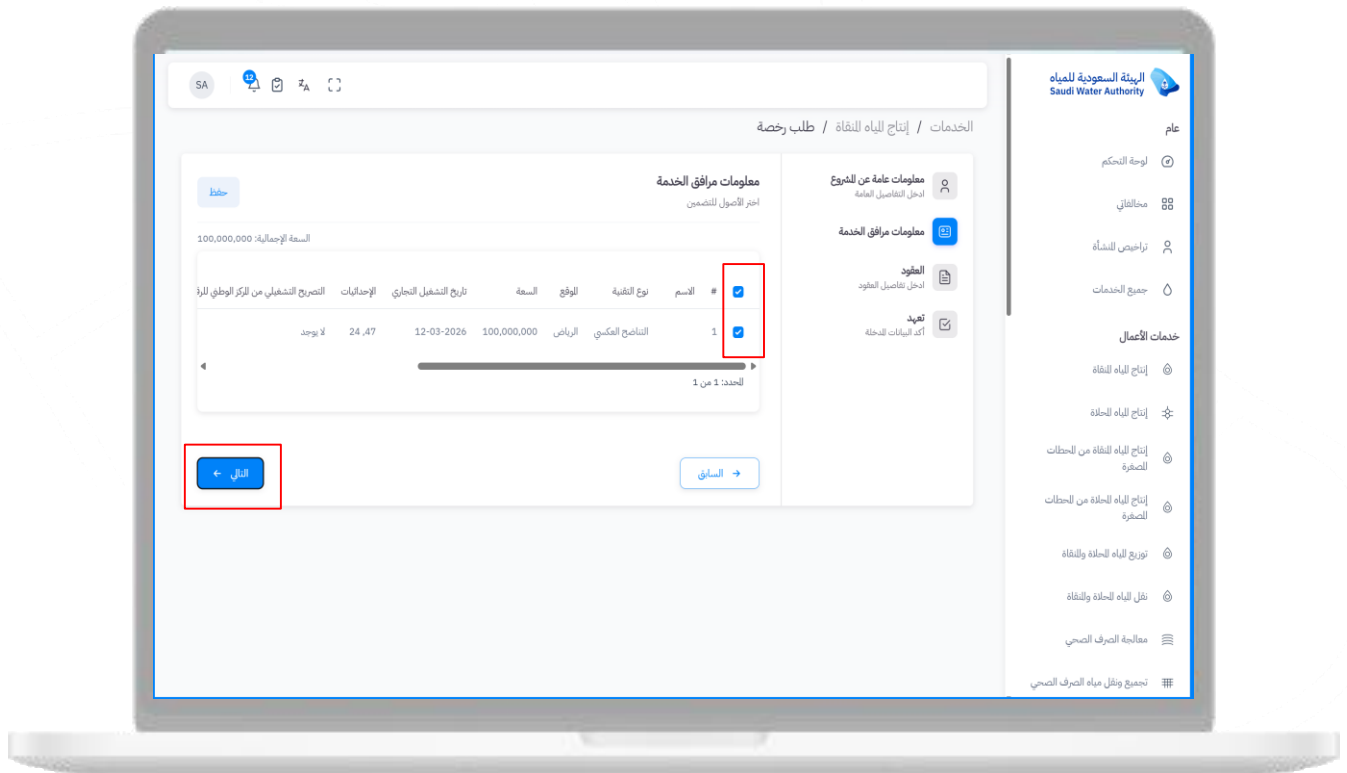 الهيئة السعودية للمياه
Saudi Water Authority
عام
لوحة التحكم
مخالفاتي
تراخيص المنشأة
جميع الخدمات
خدمات الأعمال
إنتاج المياه المنقاة
إنتاج المياه المحلاة
إنتاج المياه المنقاة من المحطات
المصغرة
إنتاج المياه المحلاة من المحطات
المصغرة
توزيع المياه المحلاة والمنقاة
نقل المياه المحلاة والمنقاة
معالجة الصرف الصحي
تجميع ونقل مياه الصرف الصحي
12
SA
الخدمات / إنتاج المياه المنقاة / طلب رخصة
معلومات عامة عن المشروع
ادخل التفاصيل العامة
معلومات مرافق الخدمة
العقود
ادخل تفاصيل العقود
تعهد
أكد البيانات المدخلة
معلومات مرافق الخدمة
اختر الأصول للتضمين
حفظ
السعة الإجمالية: 100,000,000
# الاسم نوع التقنية الموقع السعة تاريخ التشغيل التجاري الإحداثيات التصريح التشغيلي من المركز الوطني للرق
1 التناضح العكسي الرياض 100,000,000 12-03-2026 24 ,47 لا يوجد
المحدد: 1 من 1
السابق
التالي